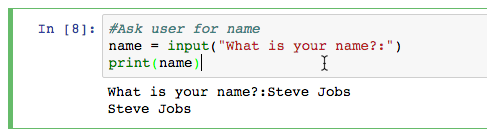 In [8]: #Ask user for name
name = input("What is your name?:")
print(name)
What is your name?:Steve Jobs
Steve Jobs